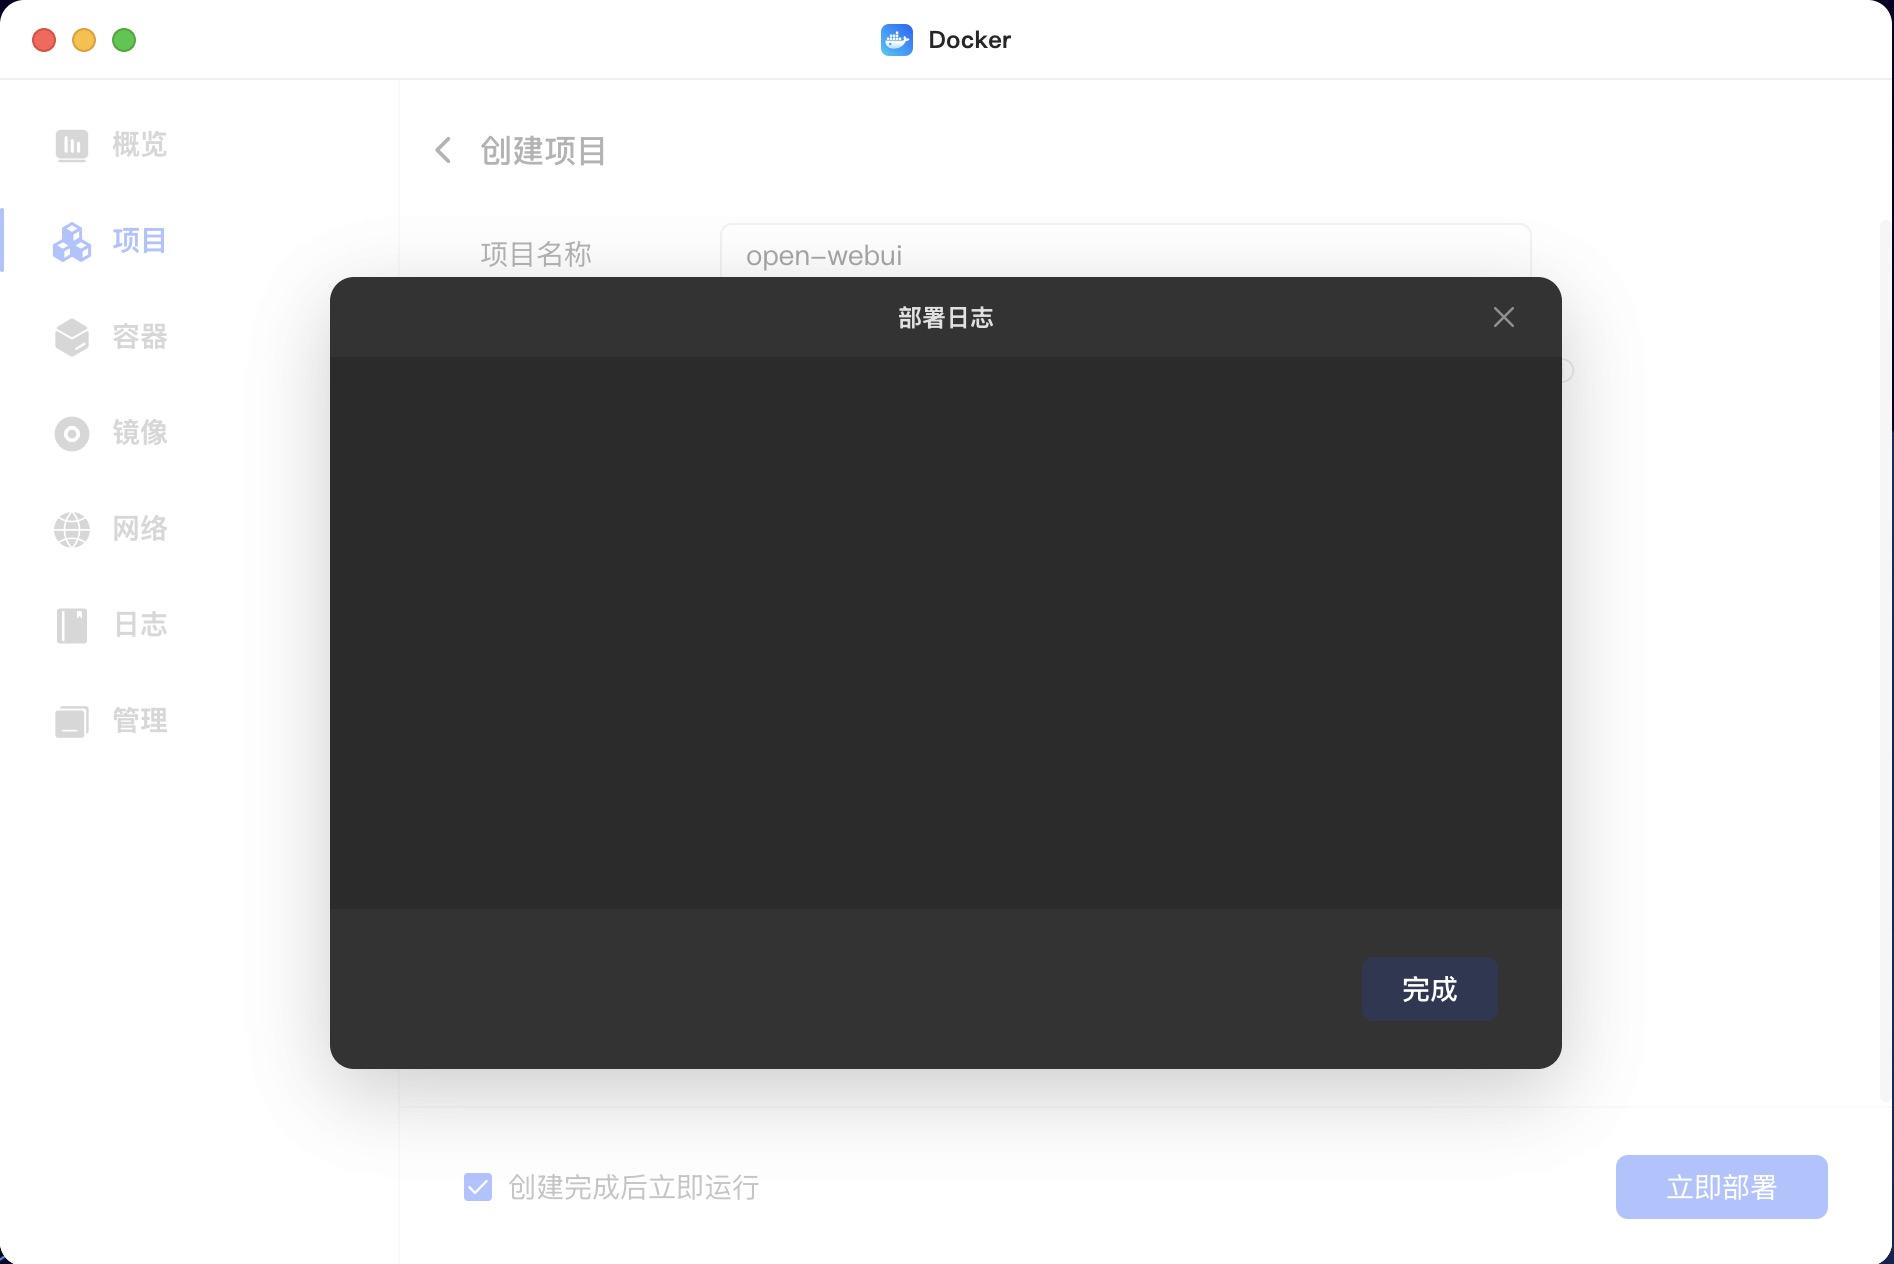 Docker
概览
项目
容器
镜像
网络
日志
管理
创建项目
项目名称
open-webui
部署日志
完成
创建完成后立即运行
立即部署